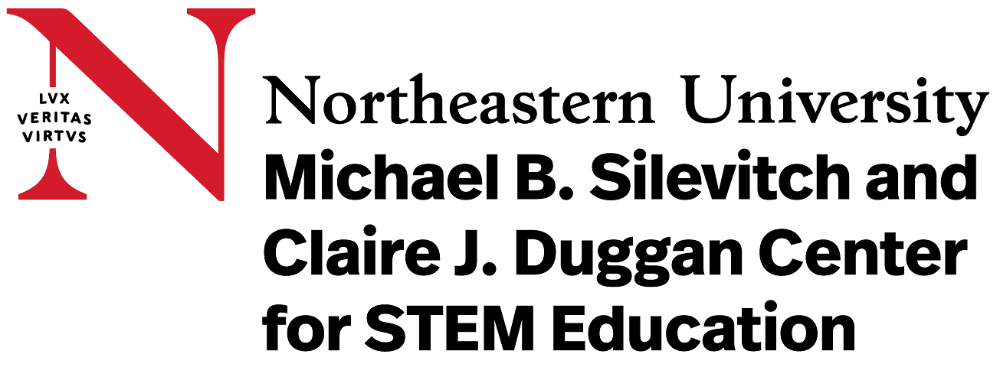 N
LVX
VERITAS
VIRTVS
Northeastern University
Michael B. Silevitch and
Claire J. Duggan Center
for STEM Education